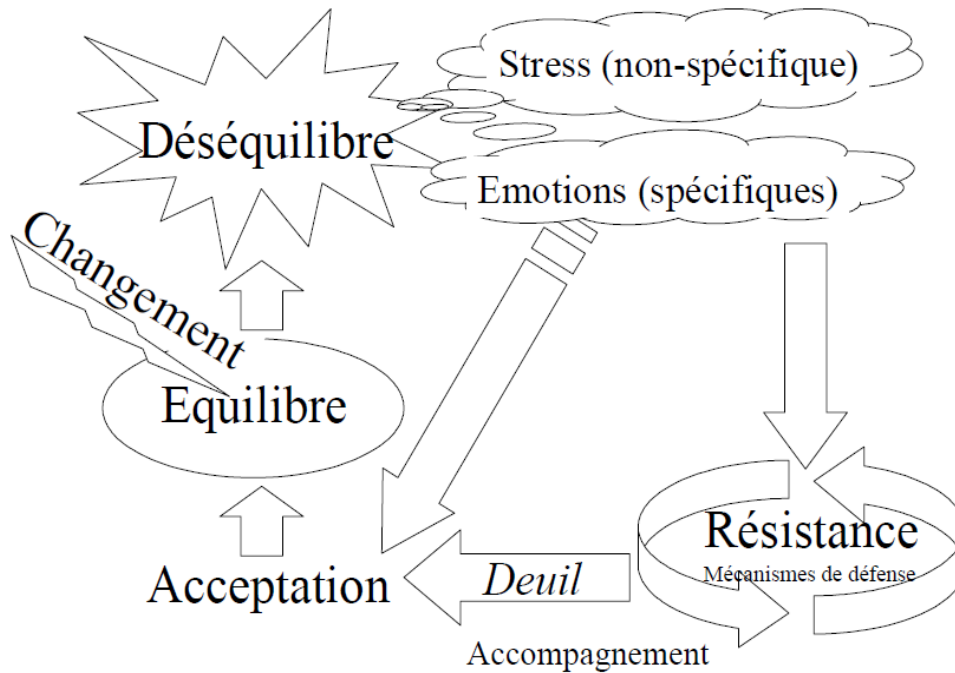 Stress (non-spécifique)
Déséquilibre
Emotions (spécifiques)
Changement
Equilibre
Résistance
Mécanismes de défense
Acceptation
Deuil
Accompagnement